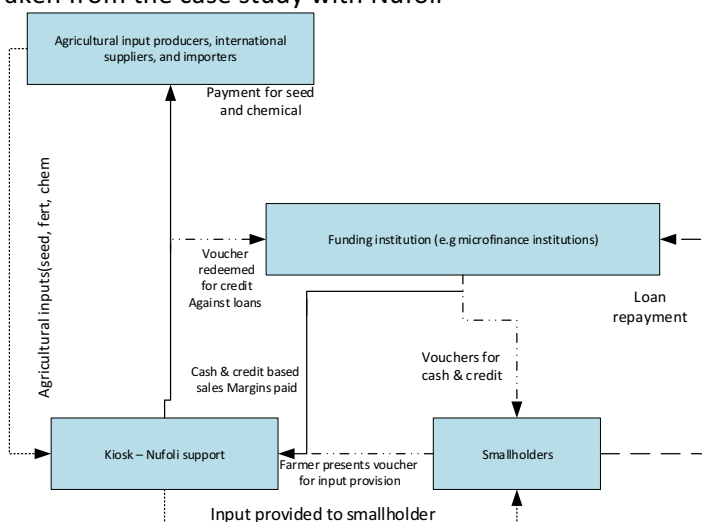 aken from the case study with Nufoli
Agricultural input producers, international
suppliers, and importers
Payment for seed
and chemical
Agricultural inputs(seed, fert, chem
Funding institution (e.g microfinance institutions)
Voucher
redeemed
for credit
Against loans
Loan
repayment
Vouchers for
cash & credit
Cash & credit based
sales Margins paid
Kiosk – Nufoli support
Farmer presents voucher
for input provision
Smallholders
Input provided to smallholder